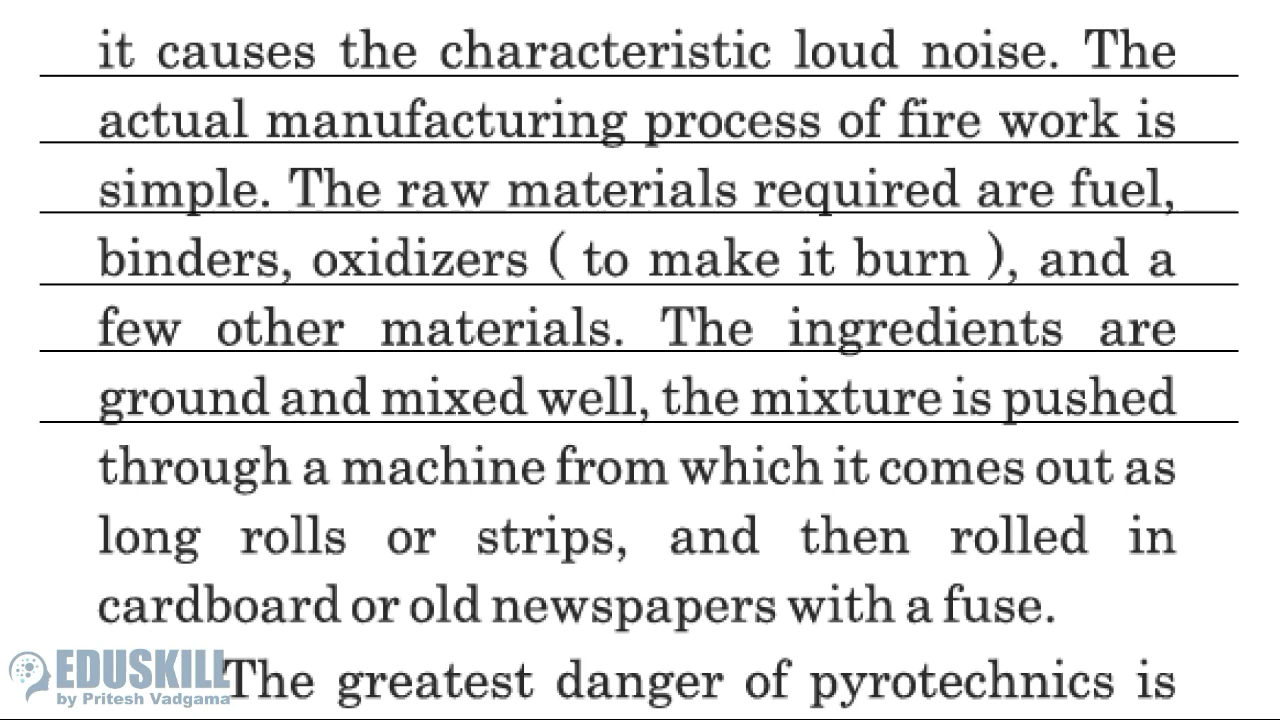 it causes the characteristic loud noise. The
actual manufacturing process of fire work is
simple. The raw materials required are fuel,
binders, oxidizers ( to make it burn ), and a
few other materials. The ingredients are
ground and mixed well, the mixture is pushed
through a machine from which it comes out as
long rolls or strips, and then rolled in
cardboard or old newspapers with a fuse.
The greatest danger of pyrotechnics is
EDUSKILL
by Pritesh Vadgama